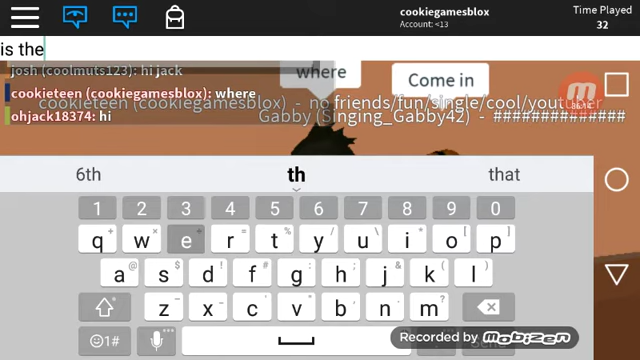 cookiegamesblox
Account: <13
Time Played
32
is the
josh (coolmuts123): hi jack
cookieteen (cookiegamesblox): where
ohjack18374: hi
where
Come in
cookieteen (cookiegamesblox) - no friends/fun/single/cool/youtuber
Gabby (Singing_Gabby42) - ##############
6th th that
1 2 3 4 5 6 7 8 9 0
q w e r t y u i o p
a s d f g h j k l
z x c v b n m
☺1#
Recorded by mobizen